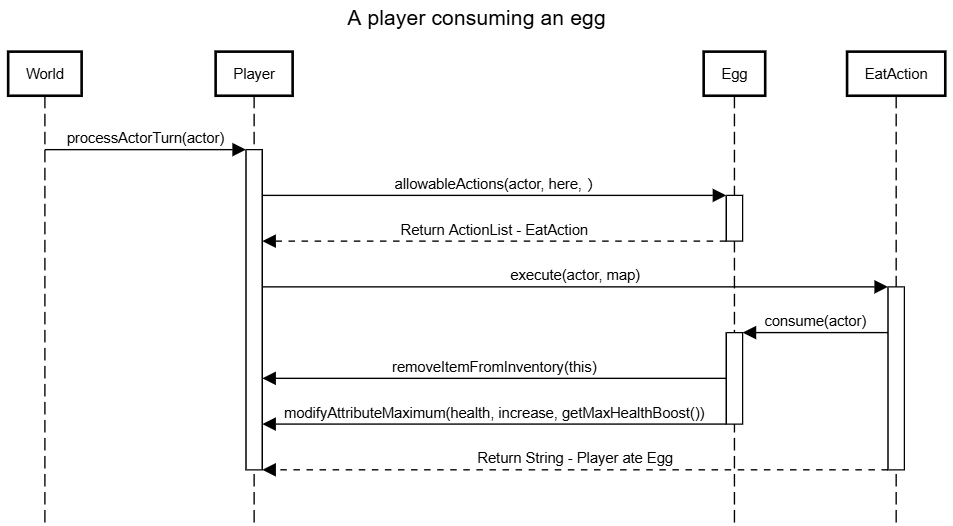 A player consuming an egg
World Player Egg EatAction
processActorTurn(actor)
allowableActions(actor, here, )
Return ActionList - EatAction
execute(actor, map)
consume(actor)
removeItemFromInventory(this)
modifyAttributeMaximum(health, increase, getMaxHealthBoost())
Return String - Player ate Egg